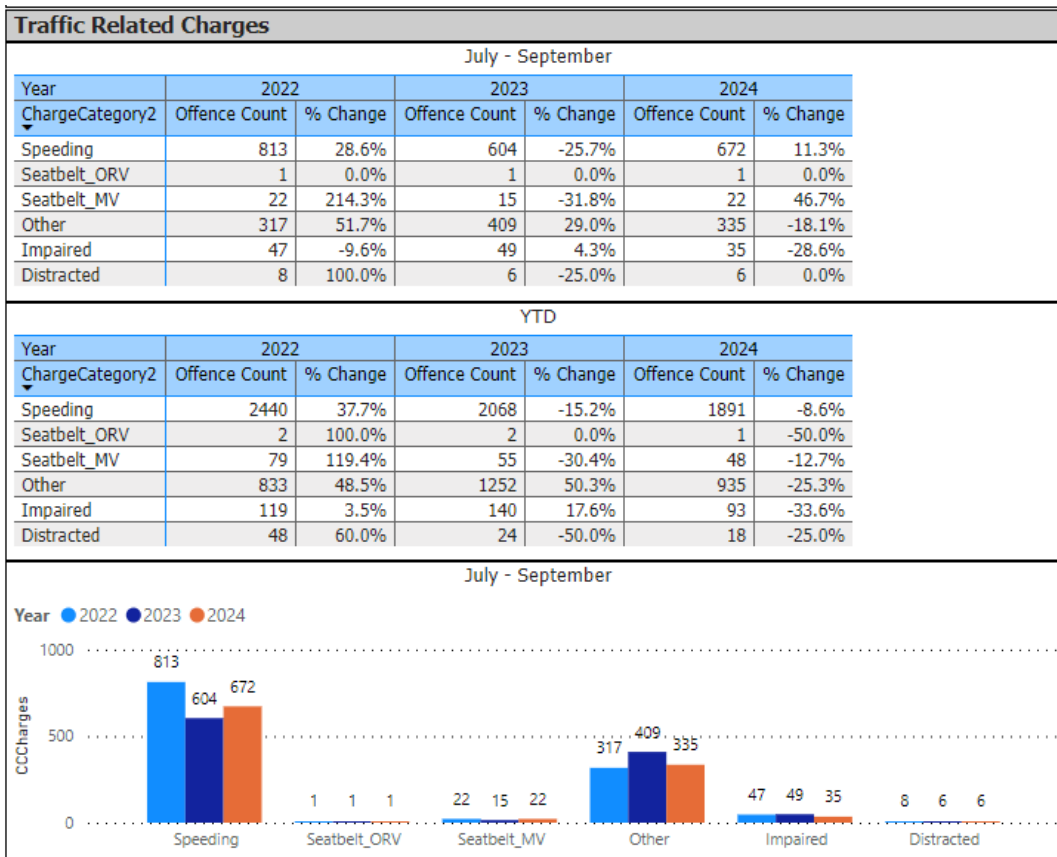 Traffic Related Charges
July - September
Year 2022 2023 2024
ChargeCategory2 Offence Count % Change Offence Count % Change Offence Count % Change
Speeding 813 28.6% 604 -25.7% 672 11.3%
Seatbelt_ORV 1 0.0% 1 0.0% 1 0.0%
Seatbelt_MV 22 214.3% 15 -31.8% 22 46.7%
Other 317 51.7% 409 29.0% 335 -18.1%
Impaired 47 -9.6% 49 4.3% 35 -28.6%
Distracted 8 100.0% 6 -25.0% 6 0.0%
YTD
Year 2022 2023 2024
ChargeCategory2 Offence Count % Change Offence Count % Change Offence Count % Change
Speeding 2440 37.7% 2068 -15.2% 1891 -8.6%
Seatbelt_ORV 2 100.0% 2 0.0% 1 -50.0%
Seatbelt_MV 79 119.4% 55 -30.4% 48 -12.7%
Other 833 48.5% 1252 50.3% 935 -25.3%
Impaired 119 3.5% 140 17.6% 93 -33.6%
Distracted 48 60.0% 24 -50.0% 18 -25.0%
July - September
Year 2022 2023 2024
CCCharges
1000
500
0
813 604 672
1 1 1
22 15 22
317 409 335
47 49 35
8 6 6
Speeding Seatbelt_ORV Seatbelt_MV Other Impaired Distracted